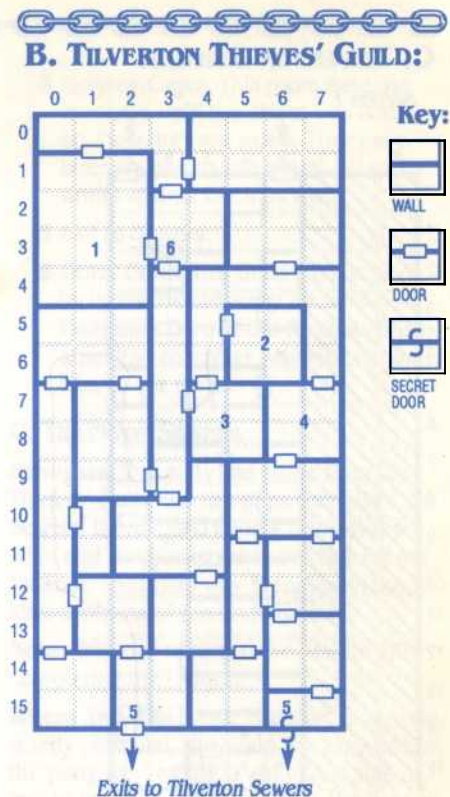 B. TILVERTON THIEVES' GUILD:
0 1 2 3 4 5 6 7
Key:
0
1
2
WALL
3 1 6
4
DOOR
5
2
6
SECRET
DOOR
7
3 4
8
9
10
11
12
13
14
15 5 5
Exits to Tilverton Sewers